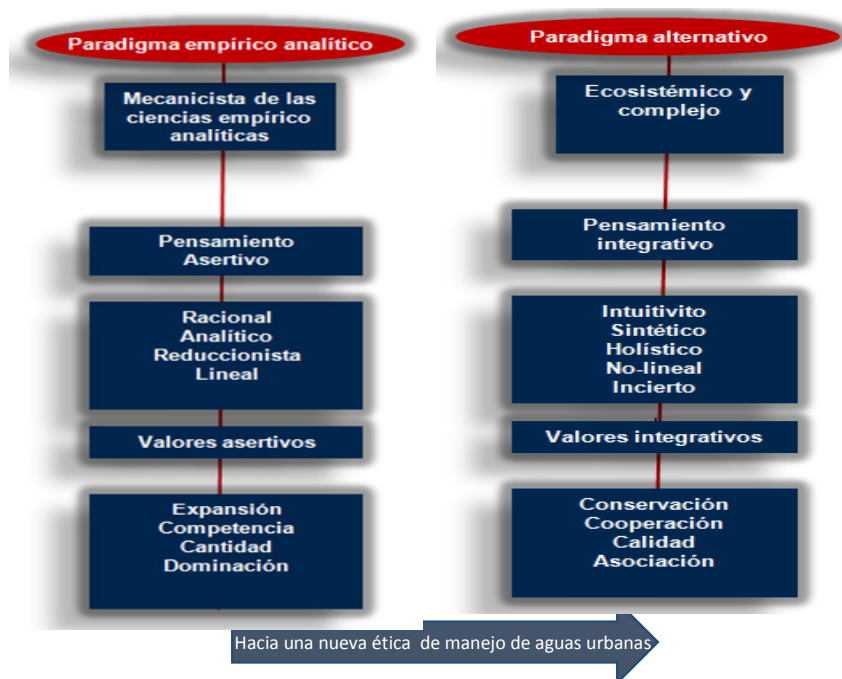 Paradigma empírico analítico
Mecanicista de las
ciencias empírico
analíticas
Pensamiento
Asertivo
Racional
Analítico
Reduccionista
Lineal
Valores asertivos
Expansión
Competencia
Cantidad
Dominación
Paradigma alternativo
Ecosistémico y
complejo
Pensamiento
integrativo
Intuitivito
Sintético
Holístico
No-lineal
Incierto
Valores integrativos
Conservación
Cooperación
Calidad
Asociación
Hacia una nueva ética de manejo de aguas urbanas